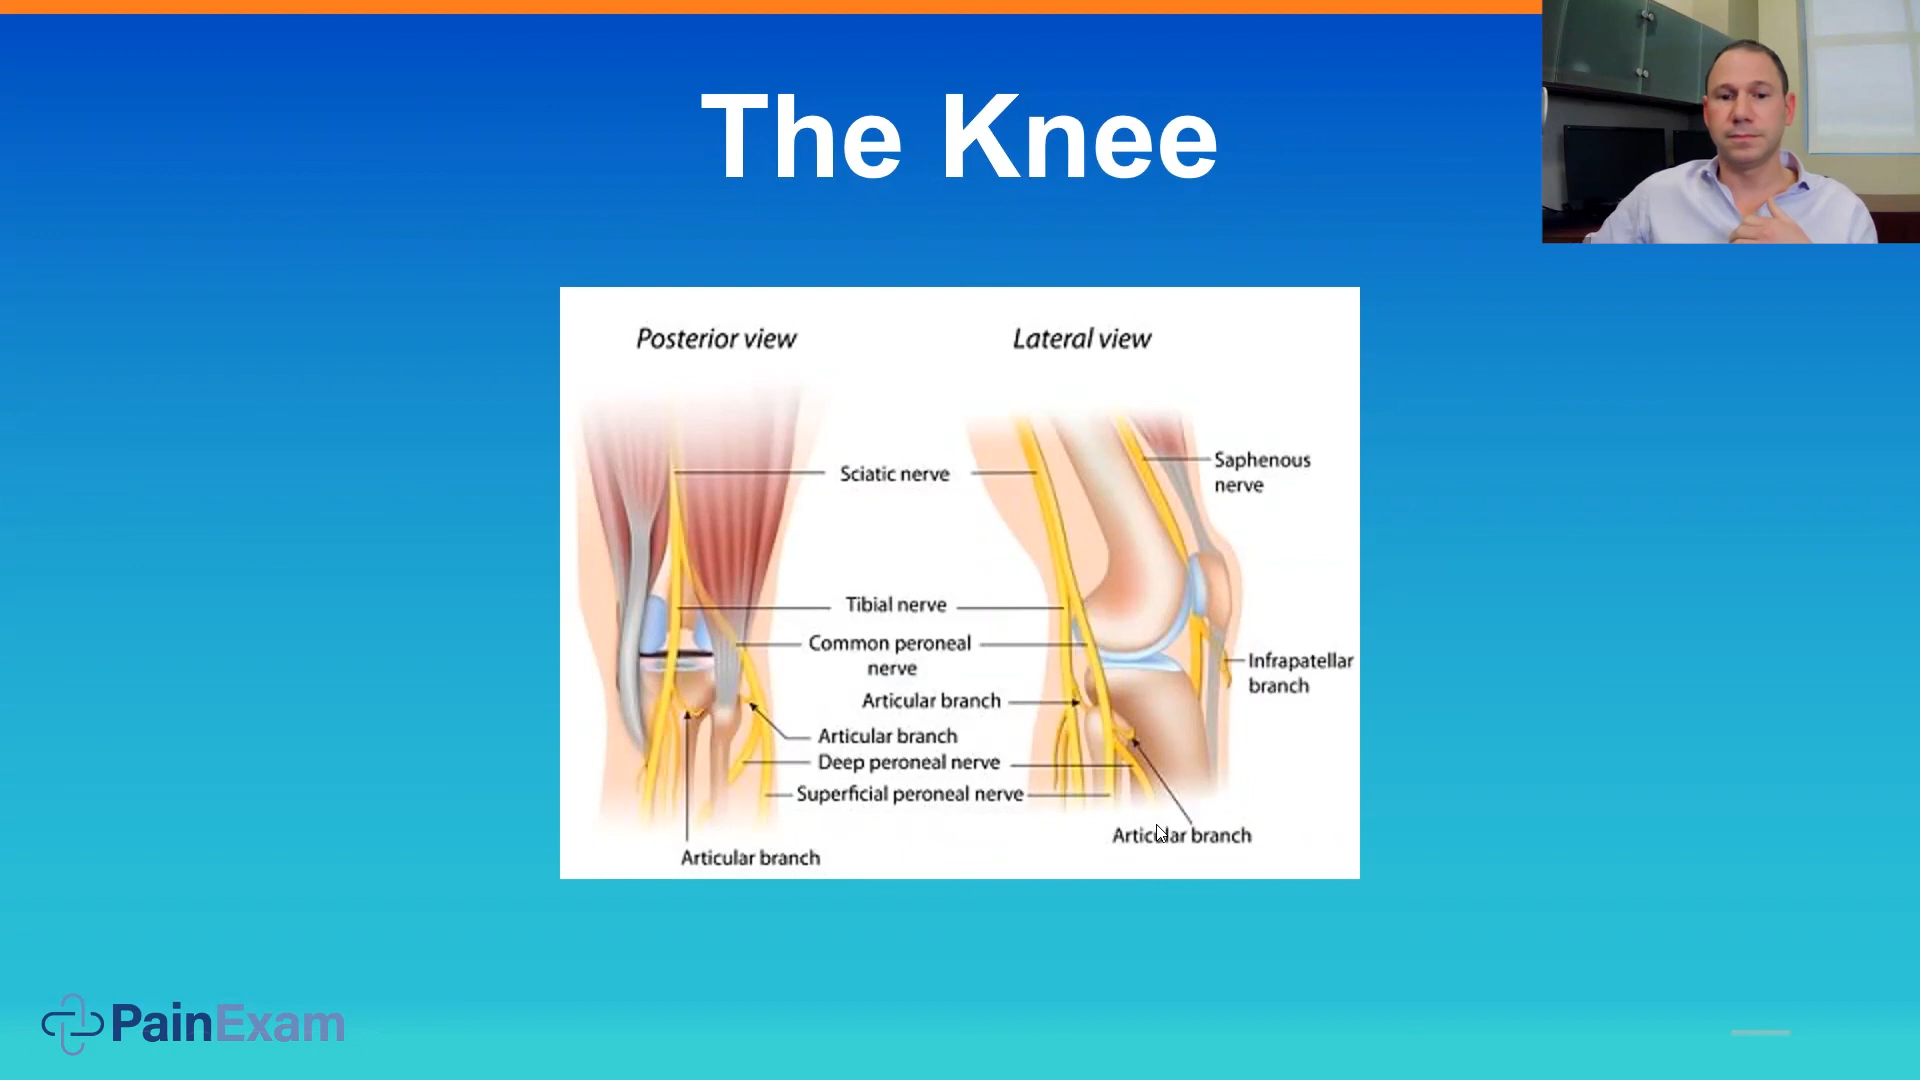 The Knee
Posterior view
Lateral view
Sciatic nerve
Saphenous
nerve
Tibial nerve
Common peroneal
nerve
Infrapatellar
branch
Articular branch
Articular branch
Deep peroneal nerve
Superficial peroneal nerve
Articular branch
Articular branch
PainExam